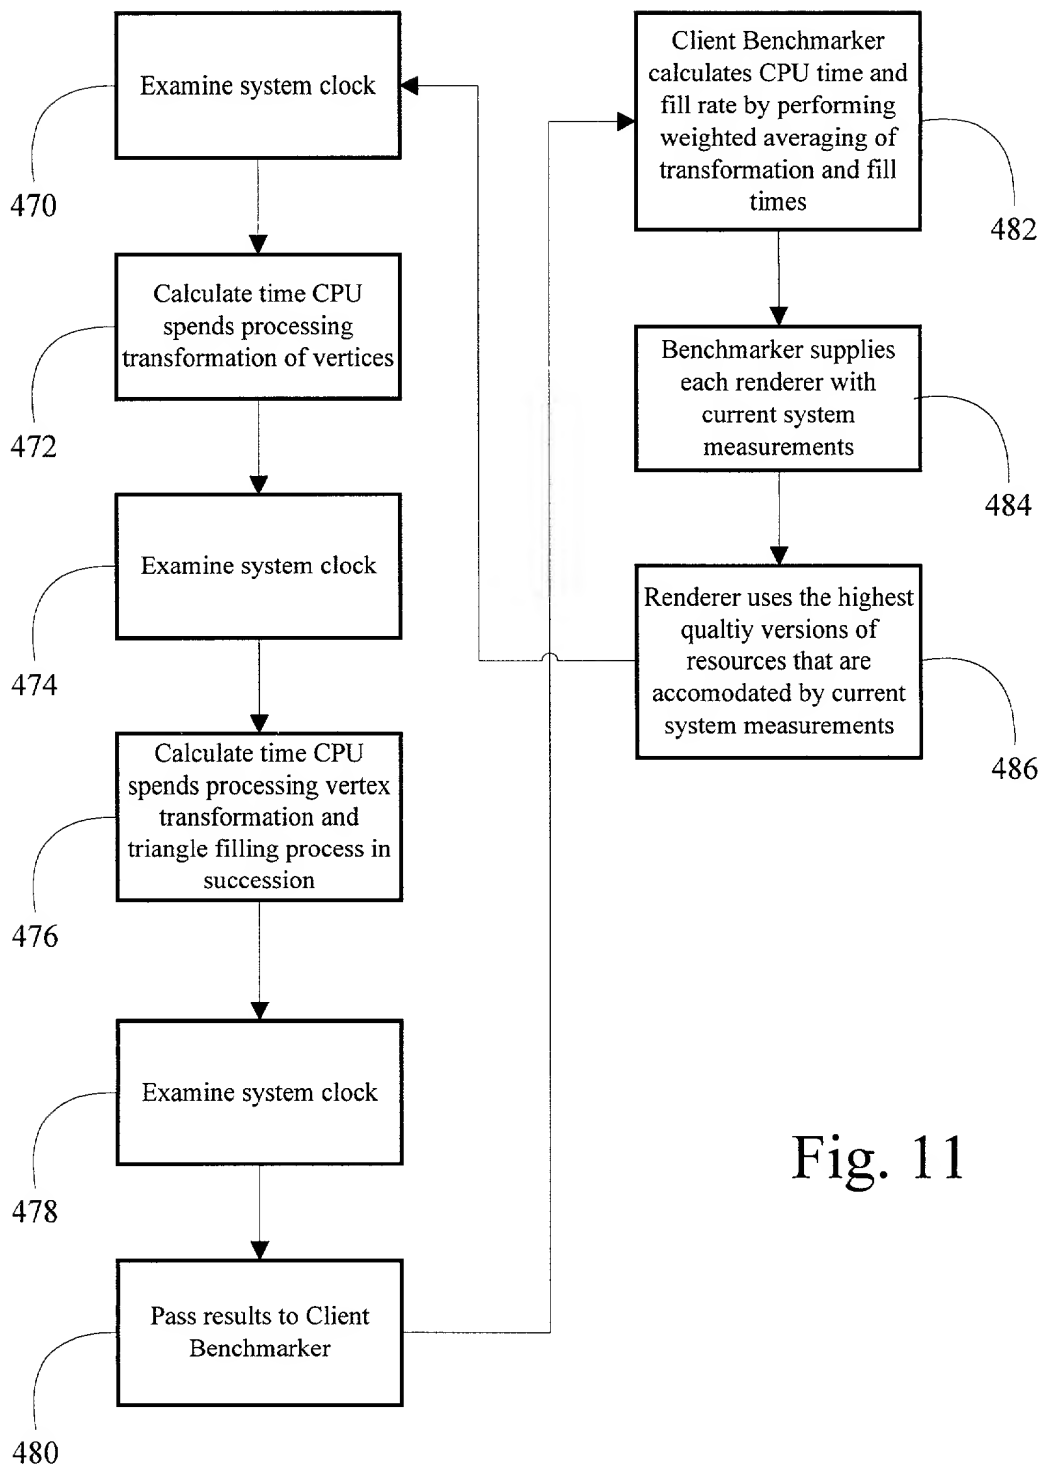 Examine system clock
470
Calculate time CPU
spends processing
transformation of vertices
472
Examine system clock
474
Calculate time CPU
spends processing vertex
transformation and
triangle filling process in
succession
476
Examine system clock
478
Pass results to Client
Benchmarker
480
Client Benchmarker
calculates CPU time and
fill rate by performing
weighted averaging of
transformation and fill
times
482
Benchmarker supplies
each renderer with
current system
measurements
484
Renderer uses the highest
qualtiy versions of
resources that are
accomodated by current
system measurements
486
Fig. 11